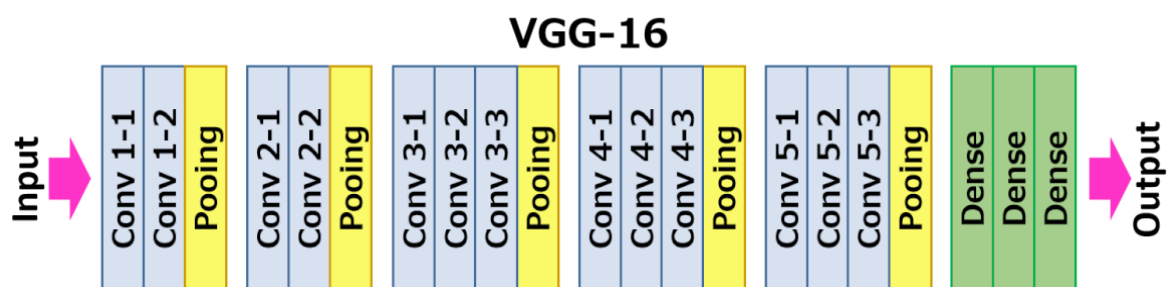 VGG-16
Input
Conv 1-1
Conv 1-2
Pooing
Conv 2-1
Conv 2-2
Pooing
Conv 3-1
Conv 3-2
Conv 3-3
Pooing
Conv 4-1
Conv 4-2
Conv 4-3
Pooing
Conv 5-1
Conv 5-2
Conv 5-3
Pooing
Dense
Dense
Dense
Output